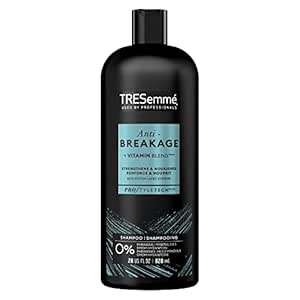 TRESemmé
USED BY PROFESSIONALS
Anti-
BREAKAGE
+ VITAMIN BLEND
STRENGTHENS & NOURISHES
RENFORCE & NOURRIT
PRO STYLE TECH
SHAMPOO | SHAMPOOING
0%
28 US FL OZ | 828 mL